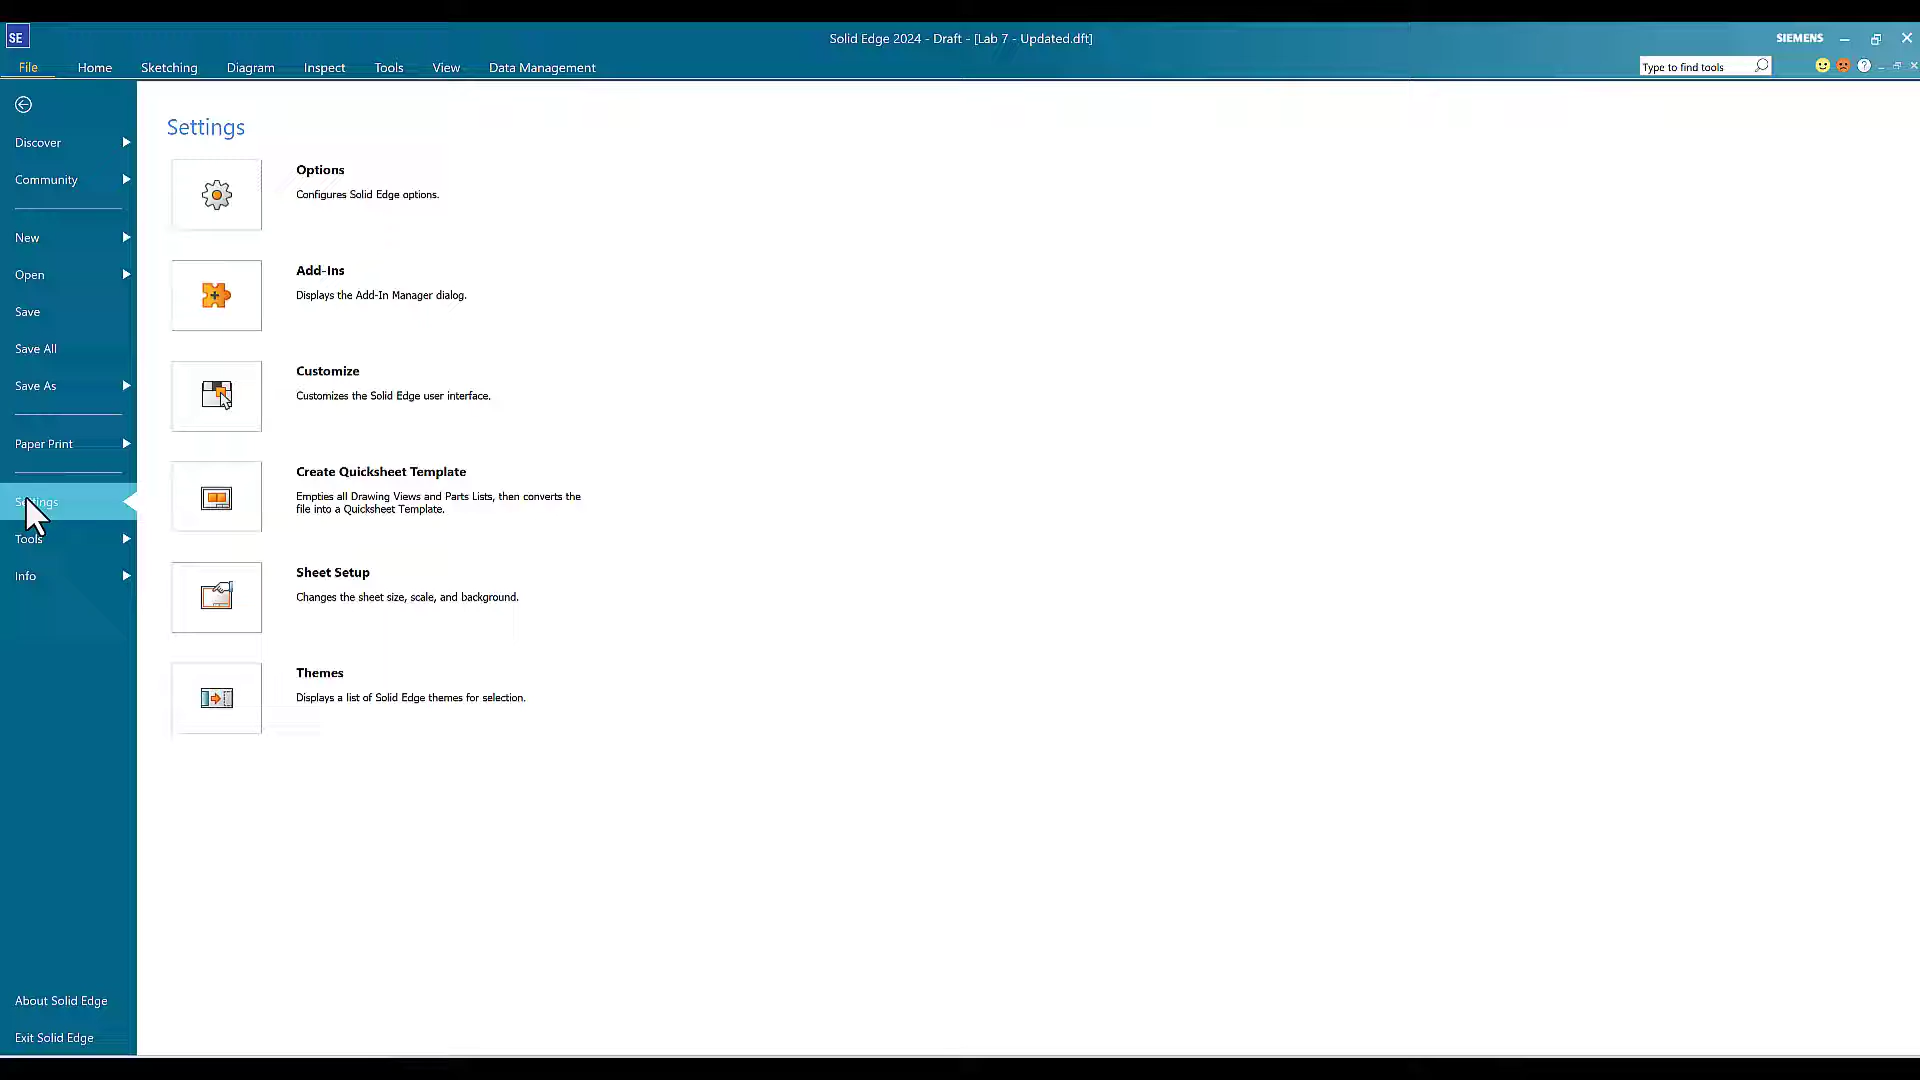 SE
Solid Edge 2024 - Draft - [Lab 7 - Updated.dft]
SIEMENS
File Home Sketching Diagram Inspect Tools View Data Management
Type to find tools
Discover
Community
New
Open
Save
Save All
Save As
Paper Print
Settings
Tools
Info
About Solid Edge
Exit Solid Edge
Settings
Options
Configures Solid Edge options.
Add-Ins
Displays the Add-In Manager dialog.
Customize
Customizes the Solid Edge user interface.
Create Quicksheet Template
Empties all Drawing Views and Parts Lists, then converts the
file into a Quicksheet Template.
Sheet Setup
Changes the sheet size, scale, and background.
Themes
Displays a list of Solid Edge themes for selection.